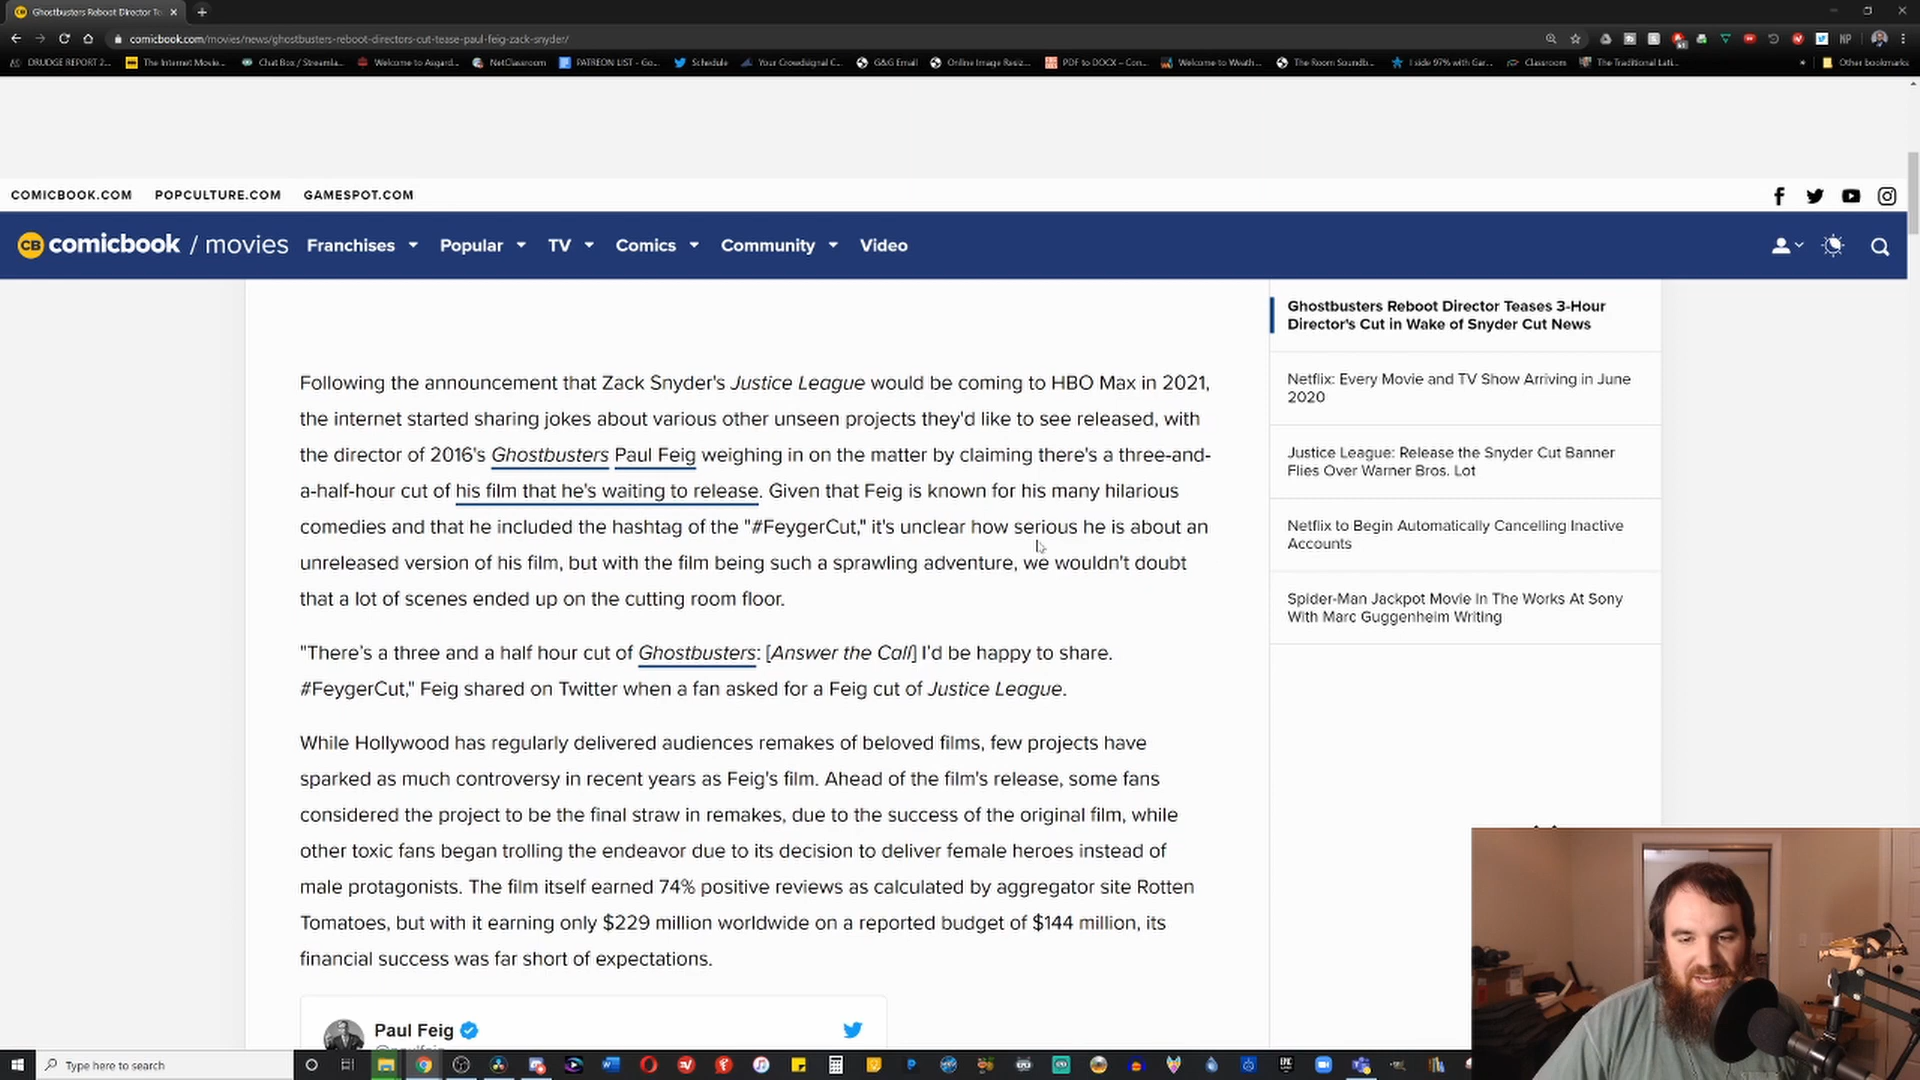 Ghostbusters Reboot Director Te
comicbook.com/movies/news/ghostbusters-reboot-directors-cut-tease-paul-feig-zack-snyder/
DRUDGE REPORT 2... The Internet Movie... Chat Box / Streamla... Welcome to Asgard... NetClassroom PATREON LIST - Go... Schedule Your Crowdsignal C... G&G Email Online Image Resiz... PDF to DOCX – Con... Welcome to Weath... The Room Soundb... I side 97% with Gar... Classroom The Traditional Lati... » Other bookmarks
COMICBOOK.COM POPCULTURE.COM GAMESPOT.COM
CB comicbook / movies Franchises Popular TV Comics Community Video
Following the announcement that Zack Snyder's Justice League would be coming to HBO Max in 2021,
the internet started sharing jokes about various other unseen projects they'd like to see released, with
the director of 2016's Ghostbusters Paul Feig weighing in on the matter by claiming there's a three-and-
a-half-hour cut of his film that he's waiting to release. Given that Feig is known for his many hilarious
comedies and that he included the hashtag of the "#FeygerCut," it's unclear how serious he is about an
unreleased version of his film, but with the film being such a sprawling adventure, we wouldn't doubt
that a lot of scenes ended up on the cutting room floor.
"There's a three and a half hour cut of Ghostbusters: [Answer the Call] I'd be happy to share.
#FeygerCut," Feig shared on Twitter when a fan asked for a Feig cut of Justice League.
While Hollywood has regularly delivered audiences remakes of beloved films, few projects have
sparked as much controversy in recent years as Feig's film. Ahead of the film's release, some fans
considered the project to be the final straw in remakes, due to the success of the original film, while
other toxic fans began trolling the endeavor due to its decision to deliver female heroes instead of
male protagonists. The film itself earned 74% positive reviews as calculated by aggregator site Rotten
Tomatoes, but with it earning only $229 million worldwide on a reported budget of $144 million, its
financial success was far short of expectations.
Paul Feig
Ghostbusters Reboot Director Teases 3-Hour
Director's Cut in Wake of Snyder Cut News
Netflix: Every Movie and TV Show Arriving in June
2020
Justice League: Release the Snyder Cut Banner
Flies Over Warner Bros. Lot
Netflix to Begin Automatically Cancelling Inactive
Accounts
Spider-Man Jackpot Movie In The Works At Sony
With Marc Guggenheim Writing
Type here to search